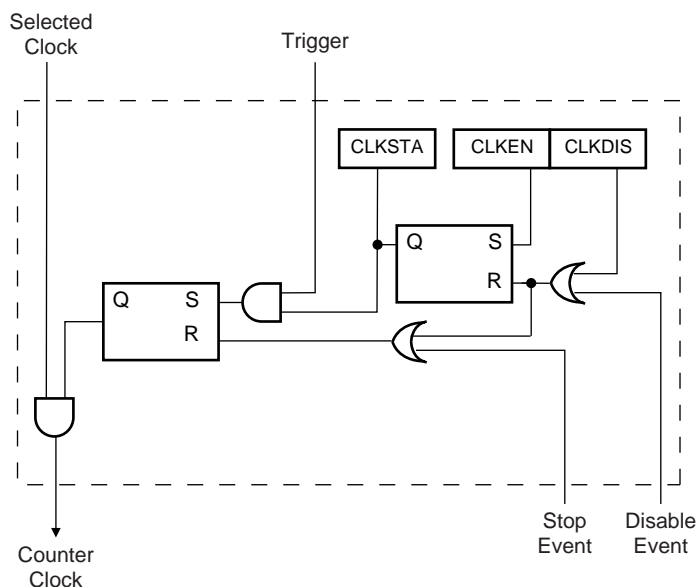 Selected
Clock
Trigger
CLKSTA
CLKEN
CLKDIS
Q
S
R
Q
S
R
Stop
Event
Disable
Event
Counter
Clock